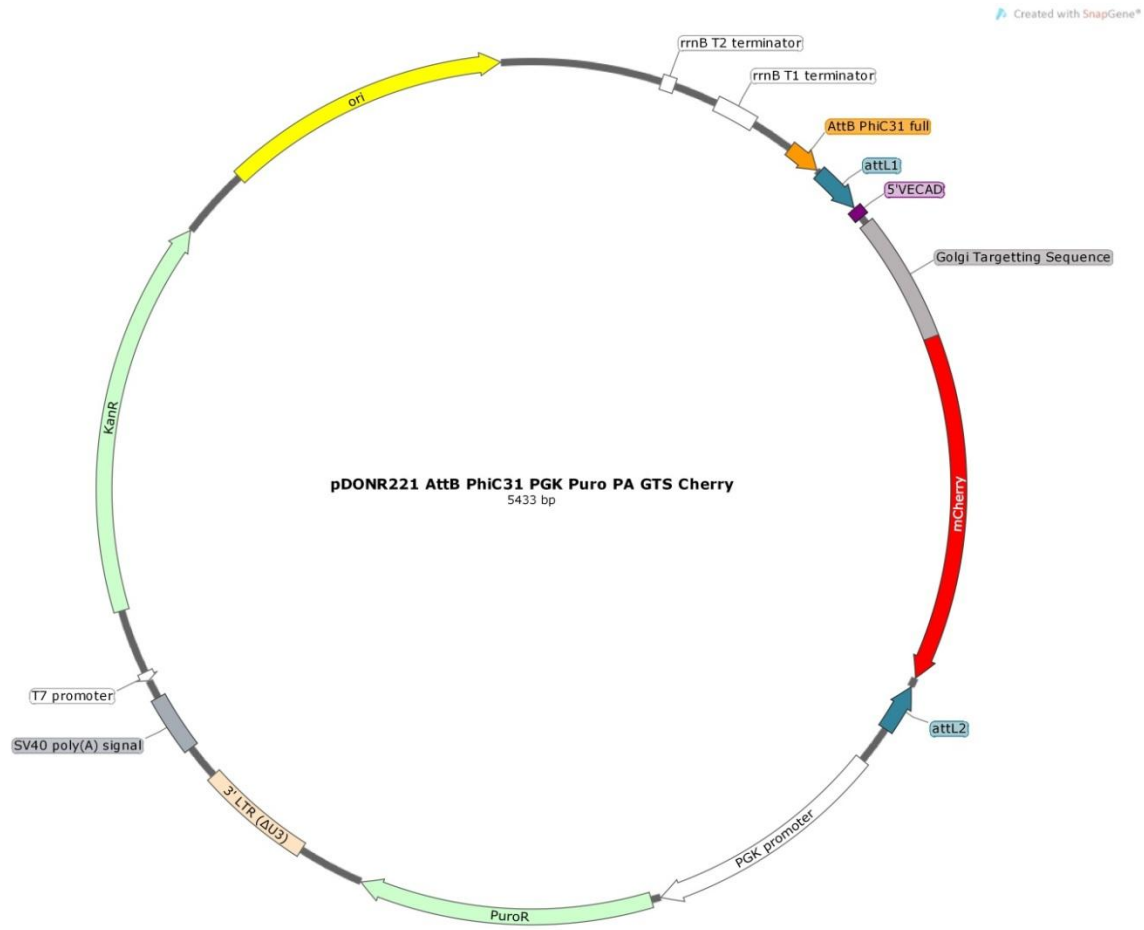 Created with SnapGene®
rrnB T2 terminator
rrnB T1 terminator
ori
AttB PhiC31 full
attL1
5'VECAD
Golgi Targetting Sequence
KanR
pDONR221 AttB PhiC31 PGK Puro PA GTS Cherry
5433 bp
mCherry
T7 promoter
attL2
SV40 poly(A) signal
3' LTR (ΔU3)
PGK promoter
PuroR